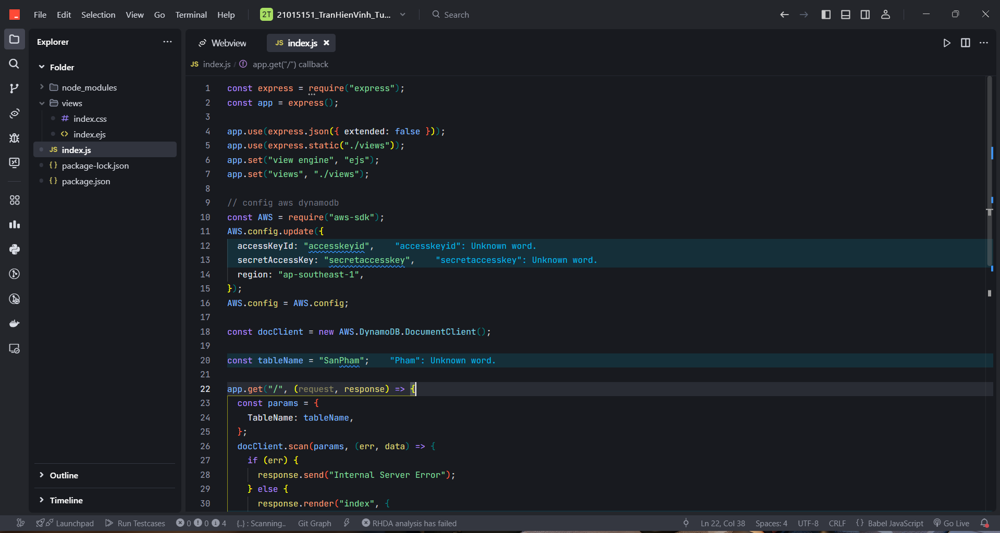 File Edit Selection View Go Terminal Help 2T 21015151_TranHienVinh_Tu... Search
Explorer ...
Webview JS index.js
JS index.js / app.get("/") callback
Folder
node_modules
views
# index.css
<> index.ejs
JS index.js
{} package-lock.json
{} package.json
Outline
Timeline
1 const express = require("express");
2 const app = express();
3
4 app.use(express.json({ extended: false }));
5 app.use(express.static("./views"));
6 app.set("view engine", "ejs");
7 app.set("views", "./views");
8
9 // config aws dynamodb
10 const AWS = require("aws-sdk");
11 AWS.config.update({
12 accessKeyId: "accesskeyid", "accesskeyid": Unknown word.
13 secretAccessKey: "secretaccesskey", "secretaccesskey": Unknown word.
14 region: "ap-southeast-1",
15 });
16 AWS.config = AWS.config;
17
18 const docClient = new AWS.DynamoDB.DocumentClient();
19
20 const tableName = "SanPham"; "Pham": Unknown word.
21
22 app.get("/", (request, response) => {
23 const params = {
24 TableName: tableName,
25 };
26 docClient.scan(params, (err, data) => {
27 if (err) {
28 response.send("Internal Server Error");
29 } else {
30 response.render("index", {
Launchpad Run Testcases 0 0 4 {..} : Scanning.. Git Graph RHDA analysis has failed Ln 22, Col 38 Spaces: 4 UTF-8 CRLF {} Babel JavaScript Go Live